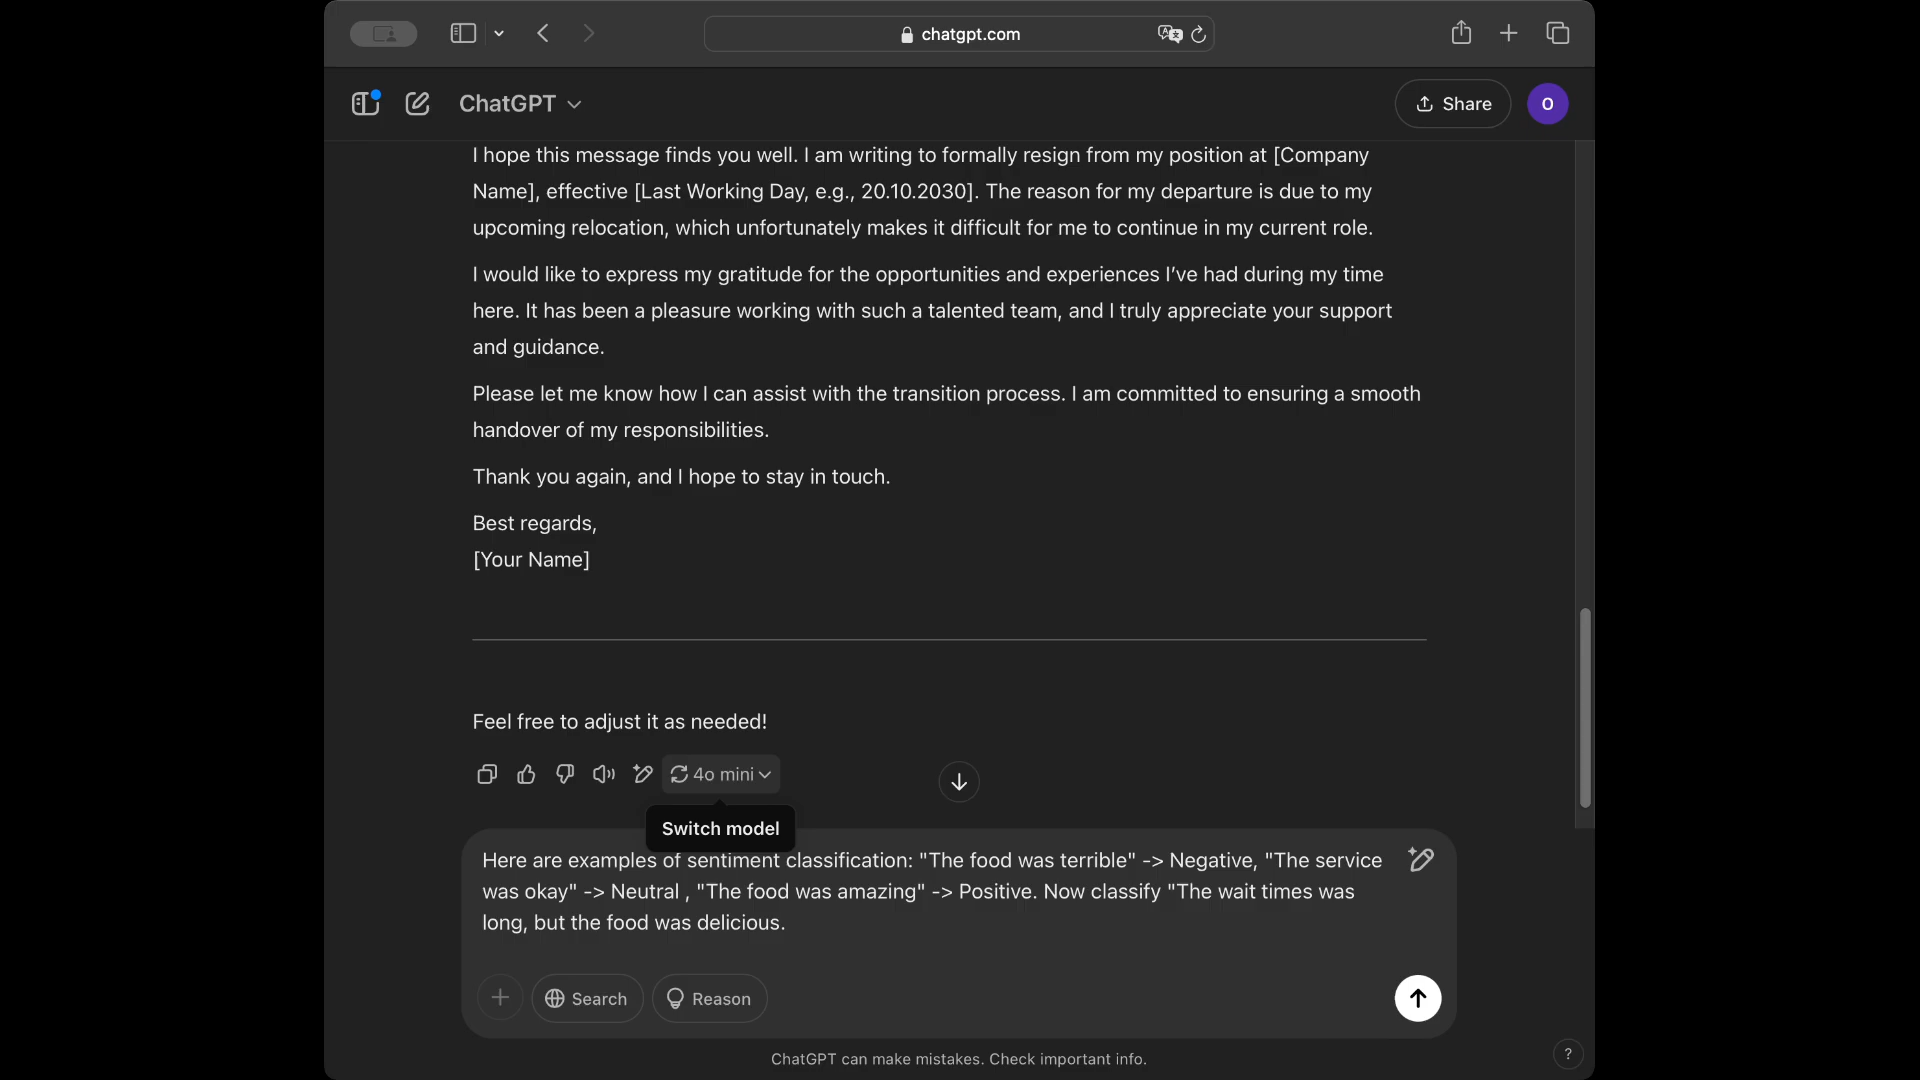 chatgpt.com
ChatGPT
Share
O
I hope this message finds you well. I am writing to formally resign from my position at [Company
Name], effective [Last Working Day, e.g., 20.10.2030]. The reason for my departure is due to my
upcoming relocation, which unfortunately makes it difficult for me to continue in my current role.
I would like to express my gratitude for the opportunities and experiences I've had during my time
here. It has been a pleasure working with such a talented team, and I truly appreciate your support
and guidance.
Please let me know how I can assist with the transition process. I am committed to ensuring a smooth
handover of my responsibilities.
Thank you again, and I hope to stay in touch.
Best regards,
[Your Name]
Feel free to adjust it as needed!
4o mini
Switch model
Here are examples of sentiment classification: "The food was terrible" -> Negative, "The service
was okay" -> Neutral , "The food was amazing" -> Positive. Now classify "The wait times was
long, but the food was delicious.
Search
Reason
ChatGPT can make mistakes. Check important info.
?